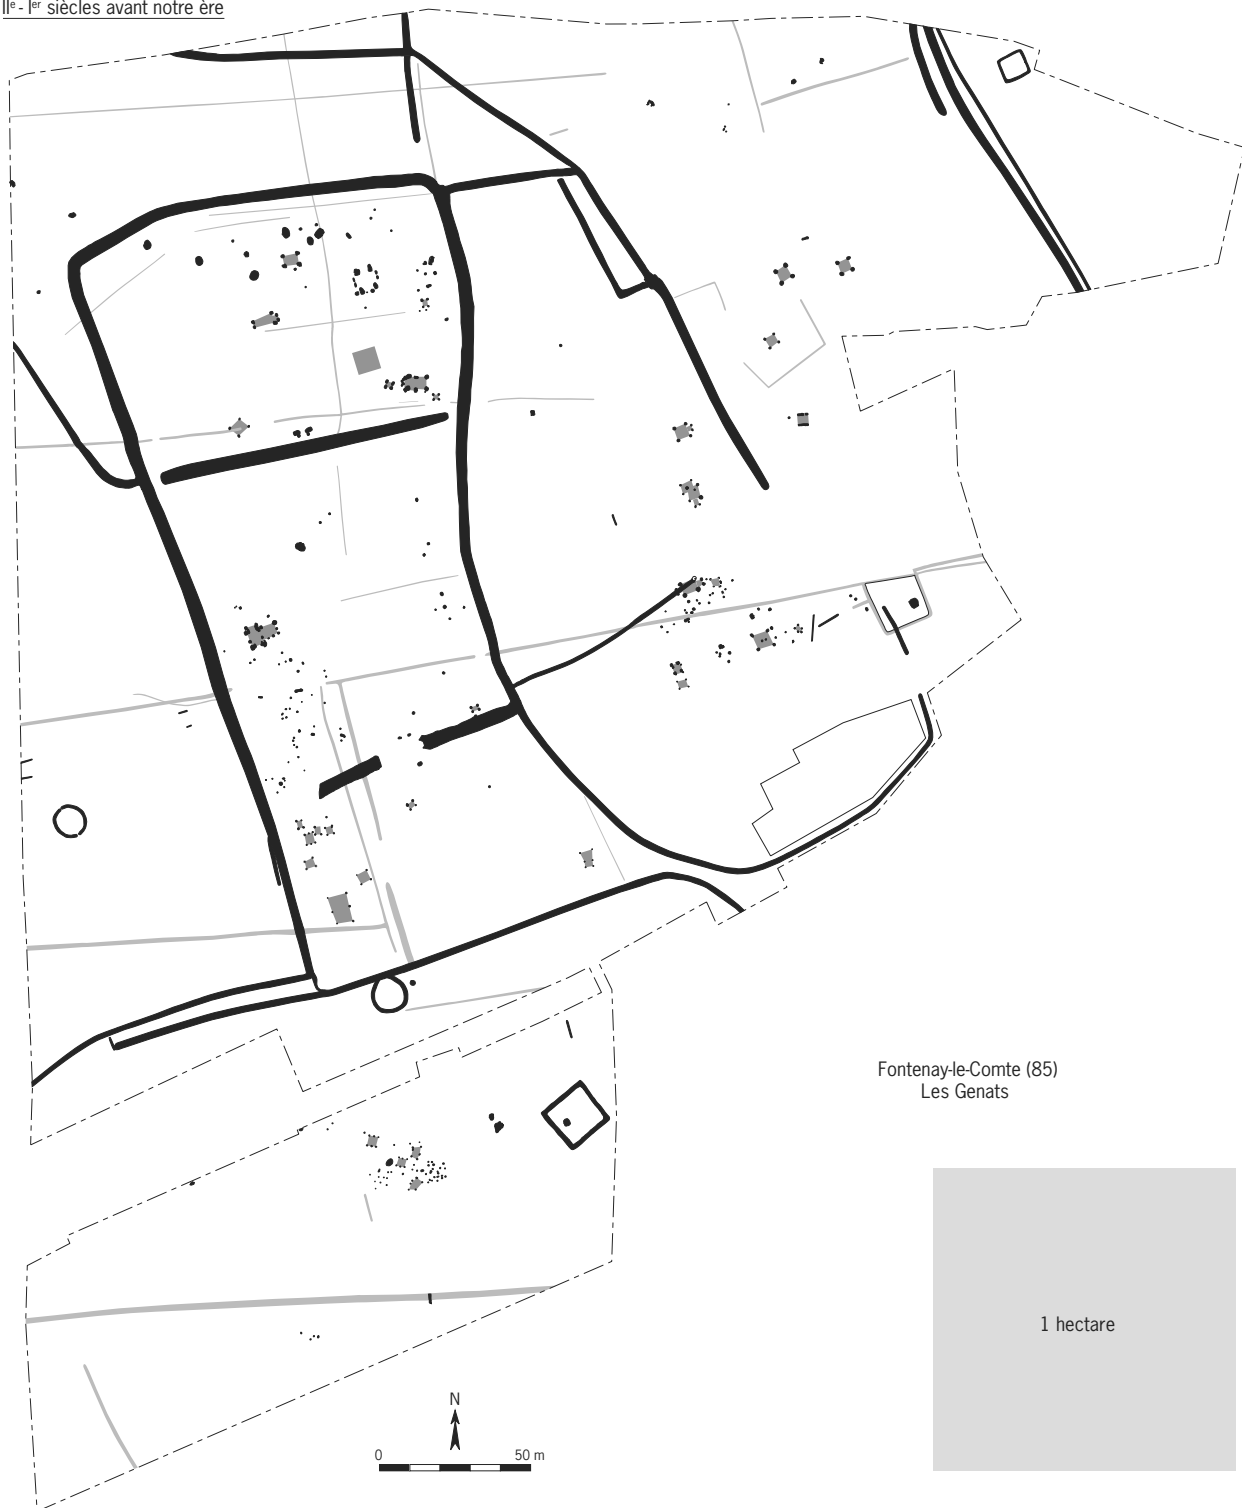 IIe - Ier siècles avant notre ère
Fontenay-le-Comte (85)
Les Genats
1 hectare
N
0 50 m